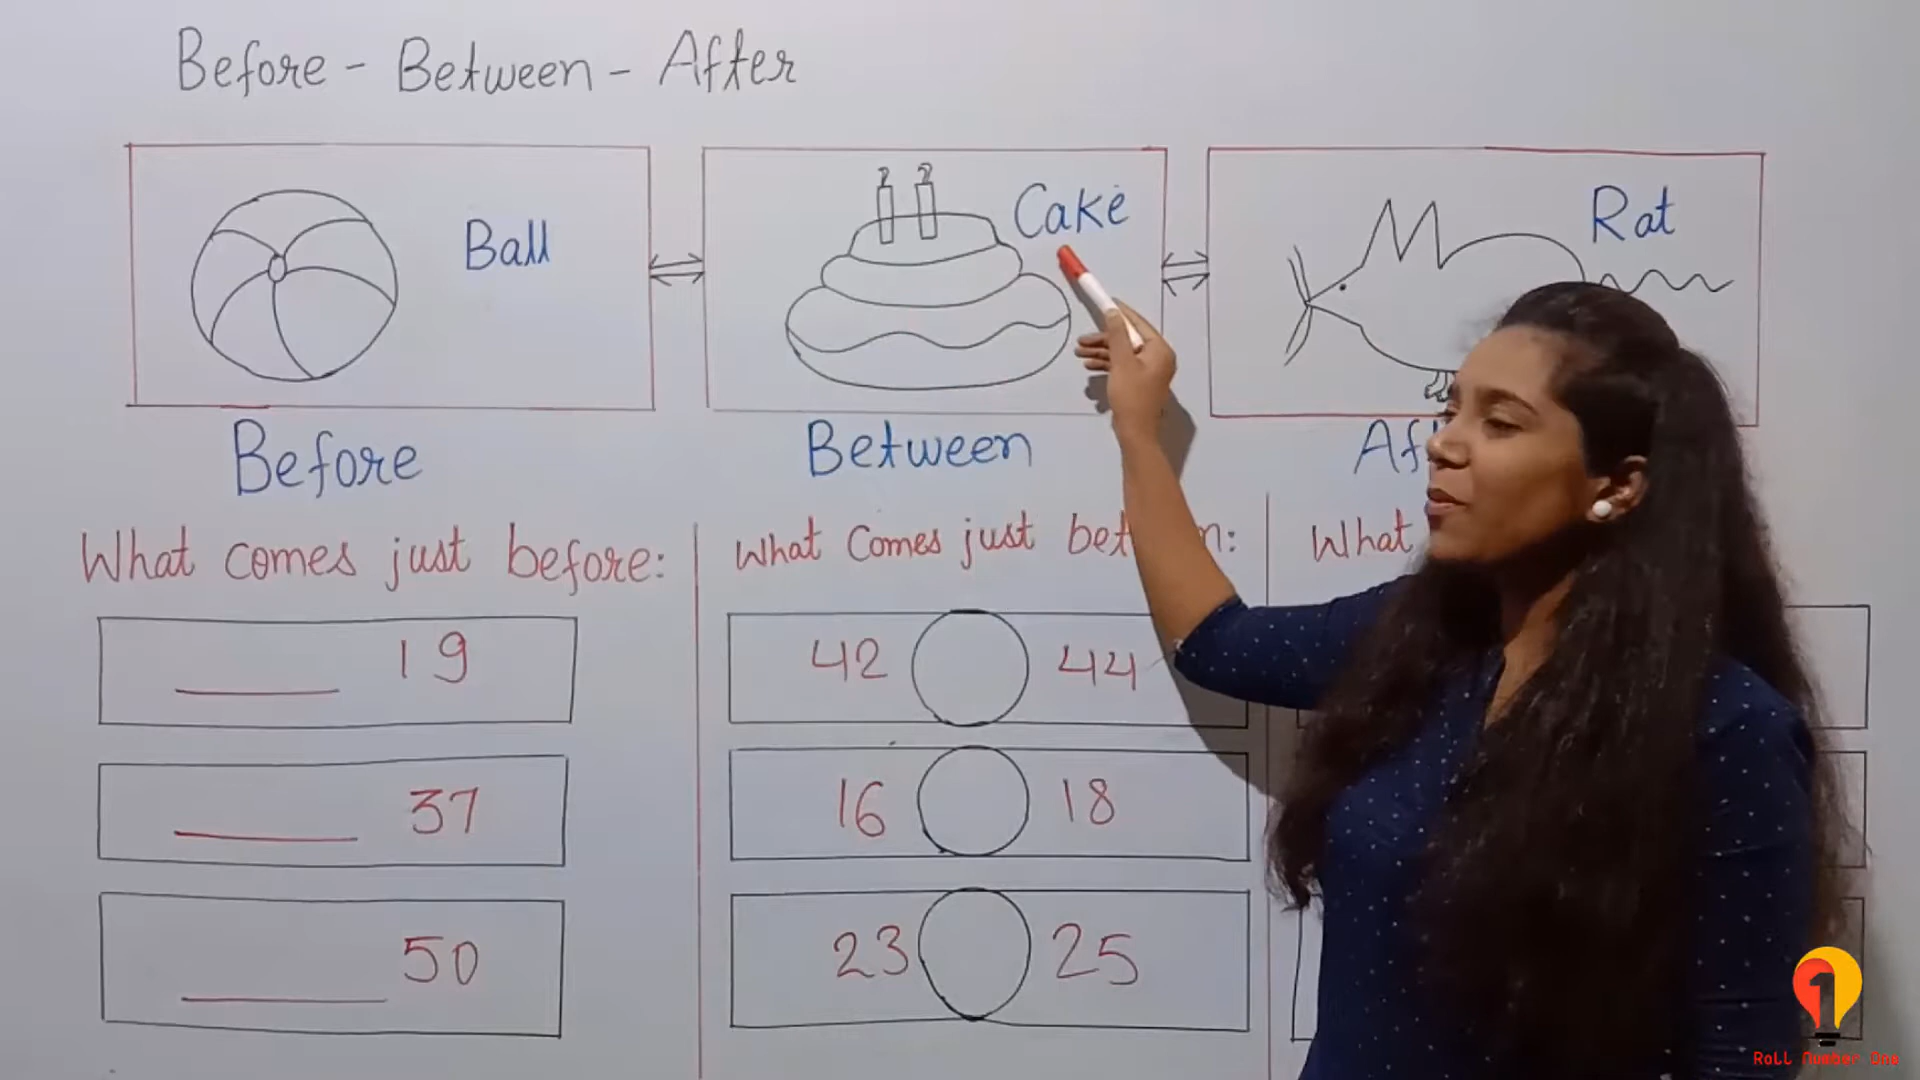 Before - Between - After
Ball
Cake
Rat
Before
Between
What comes just before:
What Comes just
What
19
37
50
42 44
16 18
23 25
1
Roll Number One